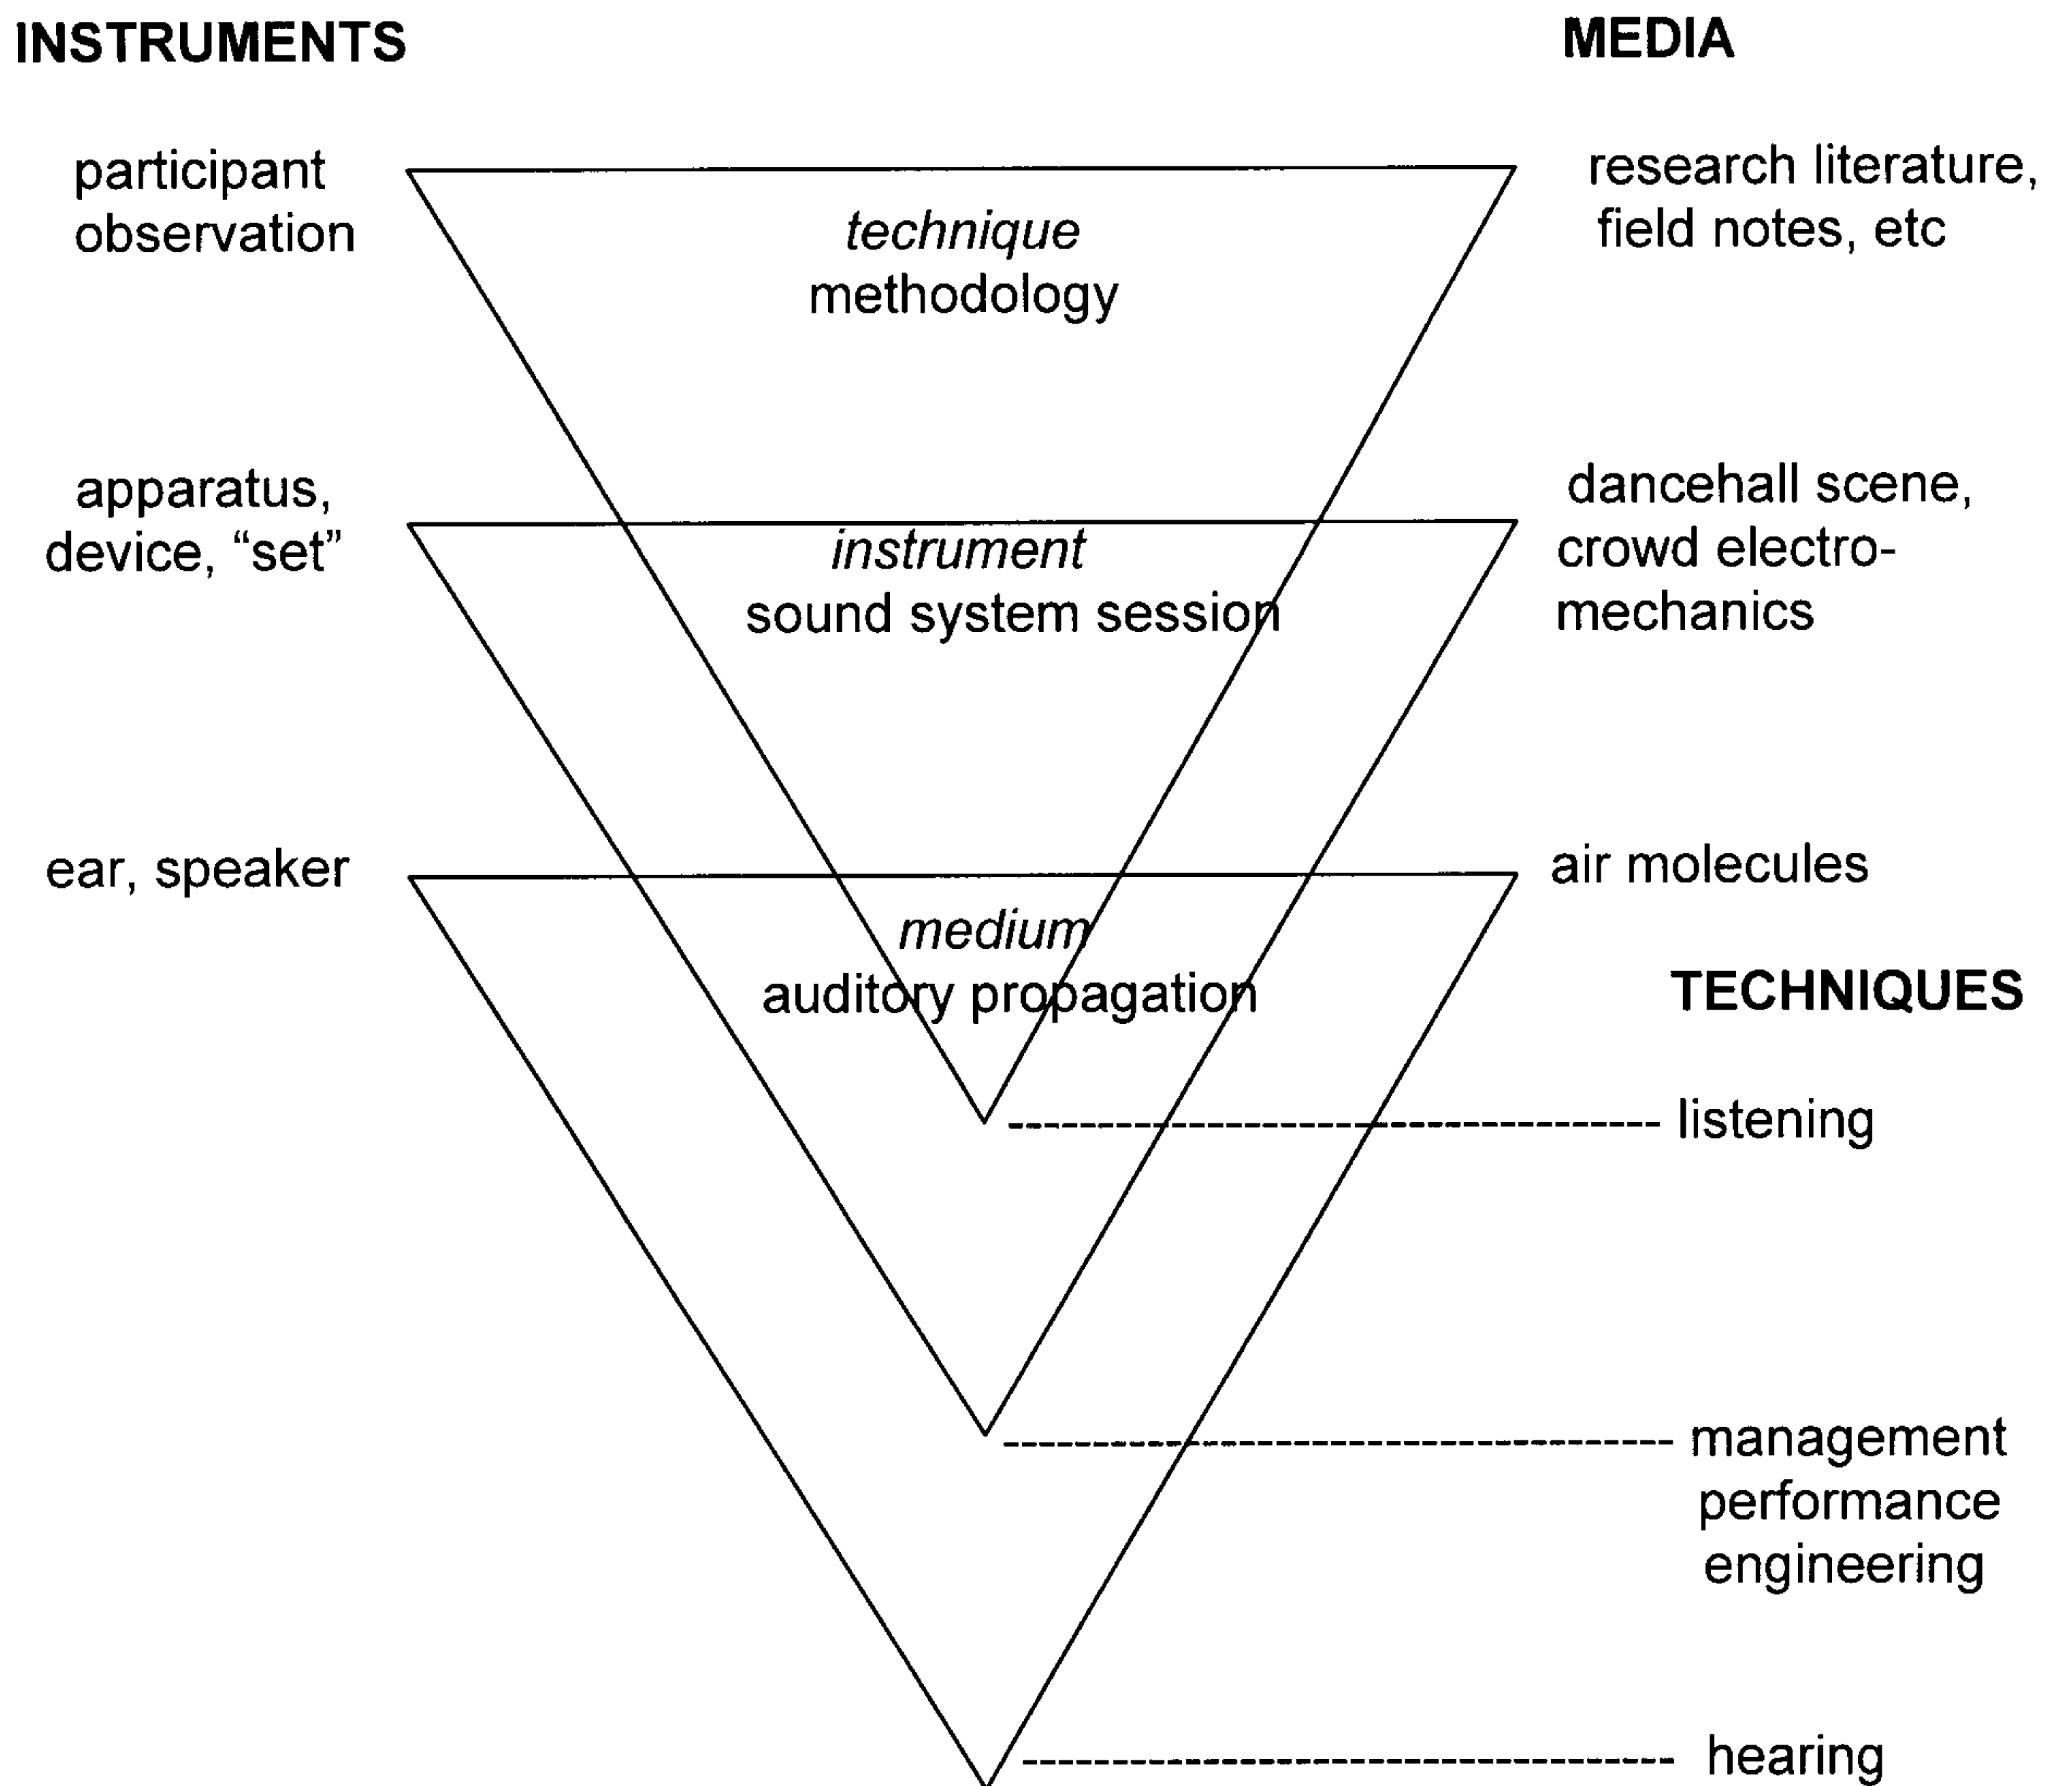 INSTRUMENTS
MEDIA
participant
observation
technique
methodology
research literature,
field notes, etc
apparatus,
device, “set”
instrument
sound system session
dancehall scene,
crowd electro-
mechanics
ear, speaker
medium
auditory propagation
air molecules
TECHNIQUES
listening
management
performance
engineering
hearing